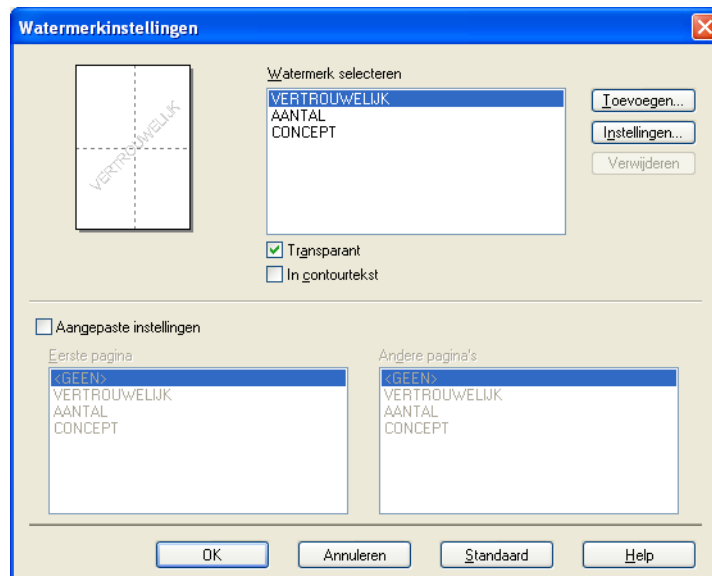 Watermerkinstellingen
VERTROUWELIJK
Watermerk selecteren
VERTROUWELIJK
AANTAL
CONCEPT
Toevoegen...
Instellingen...
Verwijderen
Transparant
In contourtekst
Aangepaste instellingen
Eerste pagina
<GEEN>
VERTROUWELIJK
AANTAL
CONCEPT
Andere pagina's
<GEEN>
VERTROUWELIJK
AANTAL
CONCEPT
OK
Annuleren
Standaard
Help